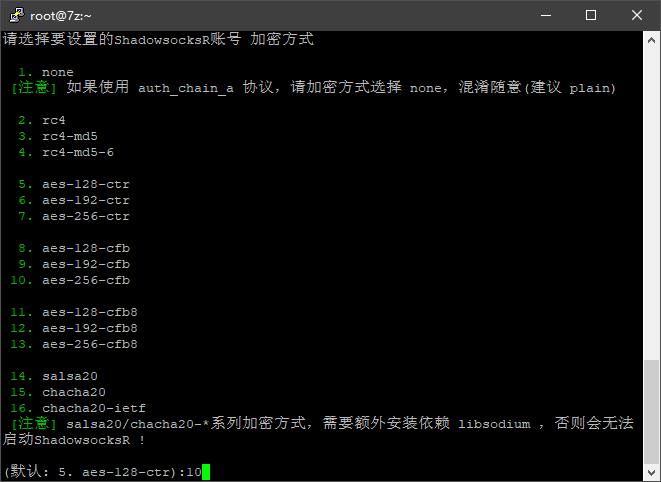 root@7z:~
请选择要设置的ShadowsocksR账号 加密方式
1. none
[注意] 如果使用 auth_chain_a 协议，请加密方式选择 none，混淆随意(建议 plain)
2. rc4
3. rc4-md5
4. rc4-md5-6
5. aes-128-ctr
6. aes-192-ctr
7. aes-256-ctr
8. aes-128-cfb
9. aes-192-cfb
10. aes-256-cfb
11. aes-128-cfb8
12. aes-192-cfb8
13. aes-256-cfb8
14. salsa20
15. chacha20
16. chacha20-ietf
[注意] salsa20/chacha20-*系列加密方式，需要额外安装依赖 libsodium ，否则会无法
启动ShadowsocksR !
(默认: 5. aes-128-ctr):10